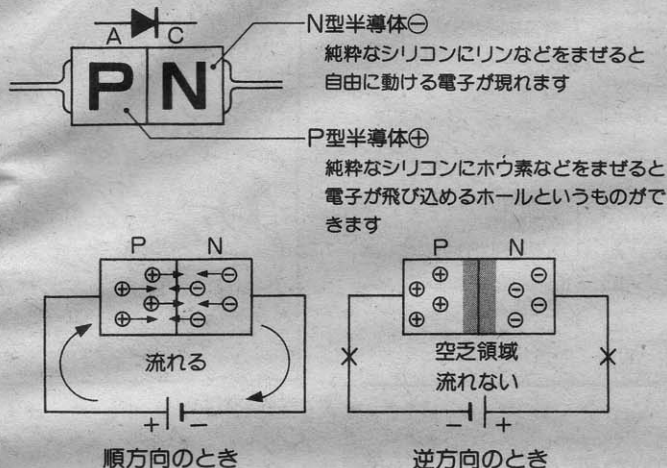 A C
P N
N型半導体⊖
純粋なシリコンにリンなどをまぜると
自由に動ける電子が現れます
P型半導体⊕
純粋なシリコンにホウ素などをまぜると
電子が飛び込めるホールというものがで
きます
P N
⊕ ⊖
⊕ ⊖
⊕ ⊖
⊕ ⊖
流れる
+ −
順方向のとき
P N
⊕ ⊖
⊕ ⊖
⊕ ⊖
⊕ ⊖
空乏領域
流れない
− +
逆方向のとき